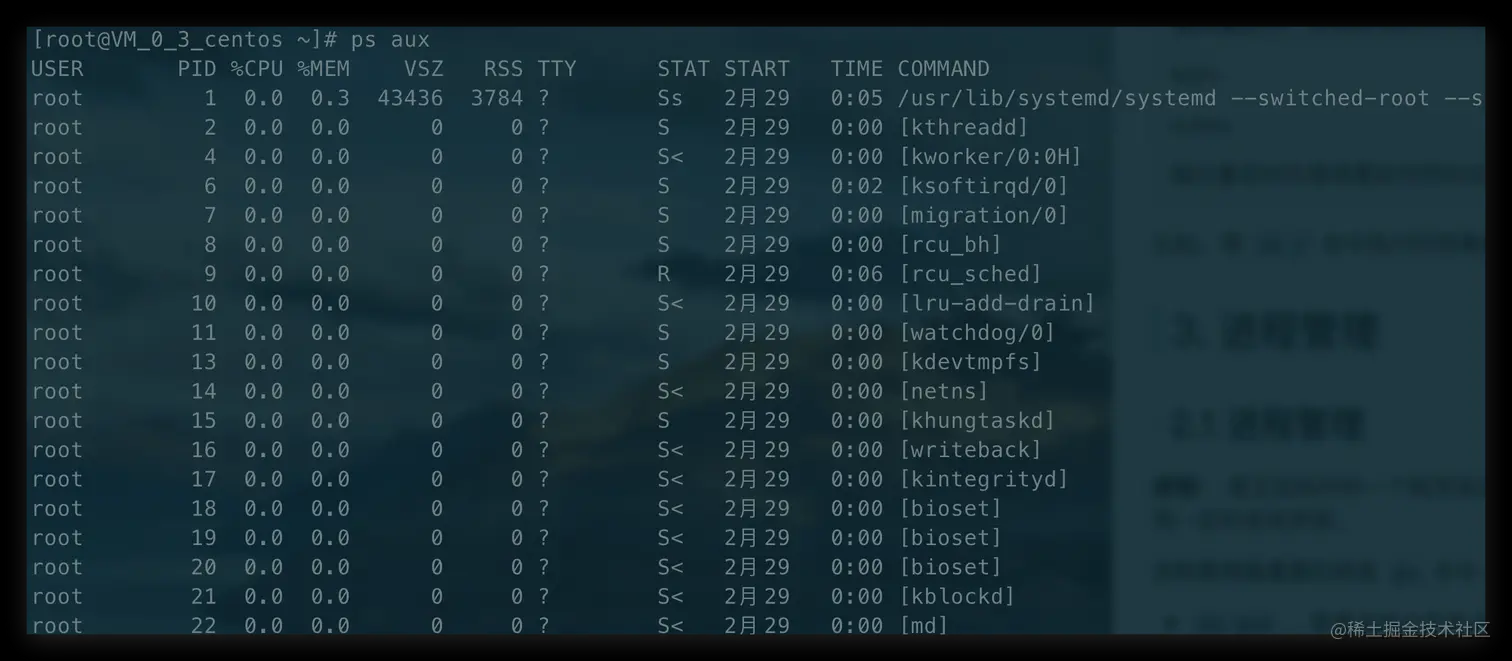 [root@VM_0_3_centos ~]# ps aux
USER PID %CPU %MEM VSZ RSS TTY STAT START TIME COMMAND
root 1 0.0 0.3 43436 3784 ? Ss 2月29 0:05 /usr/lib/systemd/systemd --switched-root --s
root 2 0.0 0.0 0 0 ? S 2月29 0:00 [kthreadd]
root 4 0.0 0.0 0 0 ? S< 2月29 0:00 [kworker/0:0H]
root 6 0.0 0.0 0 0 ? S 2月29 0:02 [ksoftirqd/0]
root 7 0.0 0.0 0 0 ? S 2月29 0:00 [migration/0]
root 8 0.0 0.0 0 0 ? S 2月29 0:00 [rcu_bh]
root 9 0.0 0.0 0 0 ? R 2月29 0:06 [rcu_sched]
root 10 0.0 0.0 0 0 ? S< 2月29 0:00 [lru-add-drain]
root 11 0.0 0.0 0 0 ? S 2月29 0:00 [watchdog/0]
root 13 0.0 0.0 0 0 ? S 2月29 0:00 [kdevtmpfs]
root 14 0.0 0.0 0 0 ? S< 2月29 0:00 [netns]
root 15 0.0 0.0 0 0 ? S 2月29 0:00 [khungtaskd]
root 16 0.0 0.0 0 0 ? S< 2月29 0:00 [writeback]
root 17 0.0 0.0 0 0 ? S< 2月29 0:00 [kintegrityd]
root 18 0.0 0.0 0 0 ? S< 2月29 0:00 [bioset]
root 19 0.0 0.0 0 0 ? S< 2月29 0:00 [bioset]
root 20 0.0 0.0 0 0 ? S< 2月29 0:00 [bioset]
root 21 0.0 0.0 0 0 ? S< 2月29 0:00 [kblockd]
root 22 0.0 0.0 0 0 ? S< 2月29 0:00 [md]
3. 进程管理
2.1 进程管理
@稀土掘金技术社区